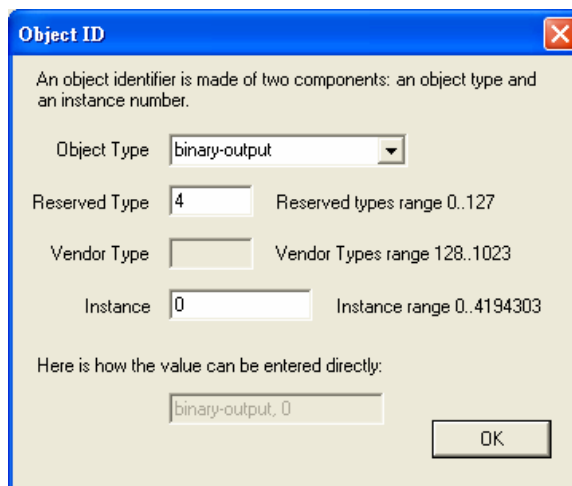 Object ID
An object identifier is made of two components: an object type and
an instance number.
Object Type binary-output
Reserved Type 4 Reserved types range 0..127
Vendor Type Vendor Types range 128..1023
Instance 0 Instance range 0..4194303
Here is how the value can be entered directly:
binary-output, 0
OK